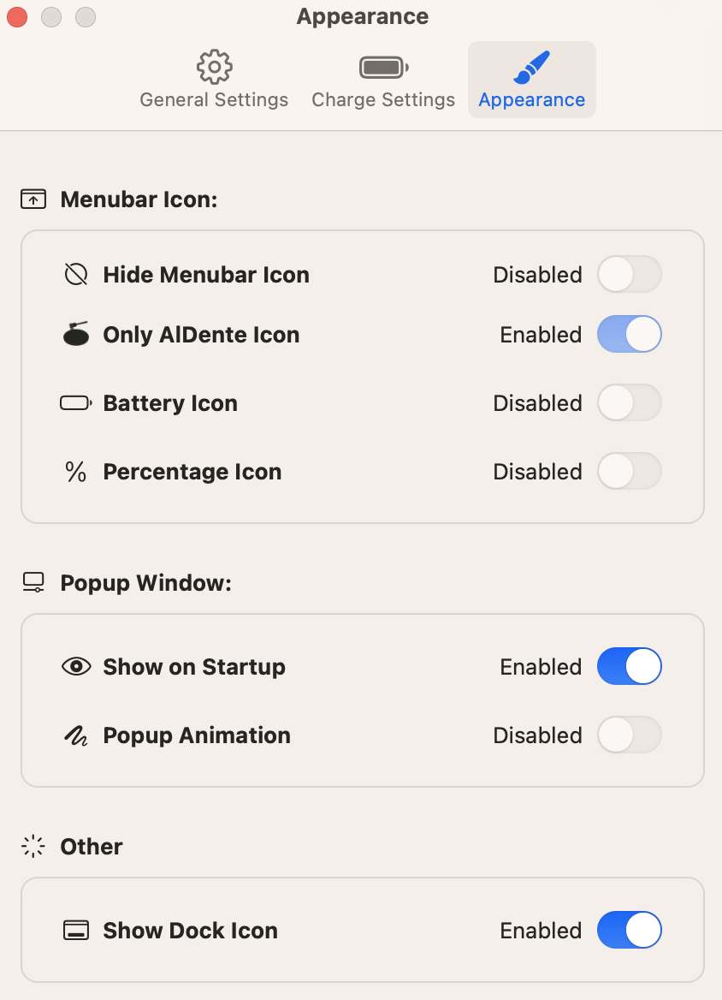 Appearance
General Settings
Charge Settings
Appearance
Menubar Icon:
Hide Menubar Icon Disabled
Only AlDente Icon Enabled
Battery Icon Disabled
% Percentage Icon Disabled
Popup Window:
Show on Startup Enabled
Popup Animation Disabled
Other
Show Dock Icon Enabled